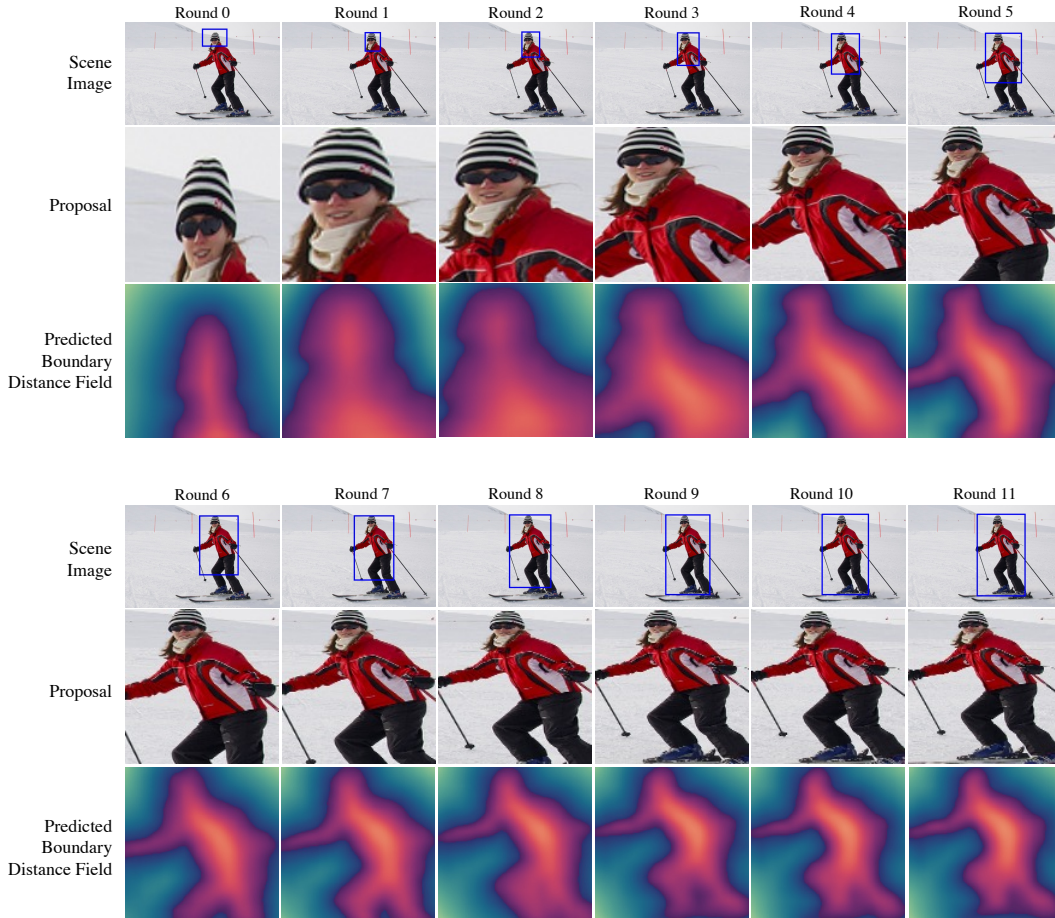 Round 0 Round 1 Round 2 Round 3 Round 4 Round 5
Scene
Image
Proposal
Predicted
Boundary
Distance Field
Round 6 Round 7 Round 8 Round 9 Round 10 Round 11
Scene
Image
Proposal
Predicted
Boundary
Distance Field